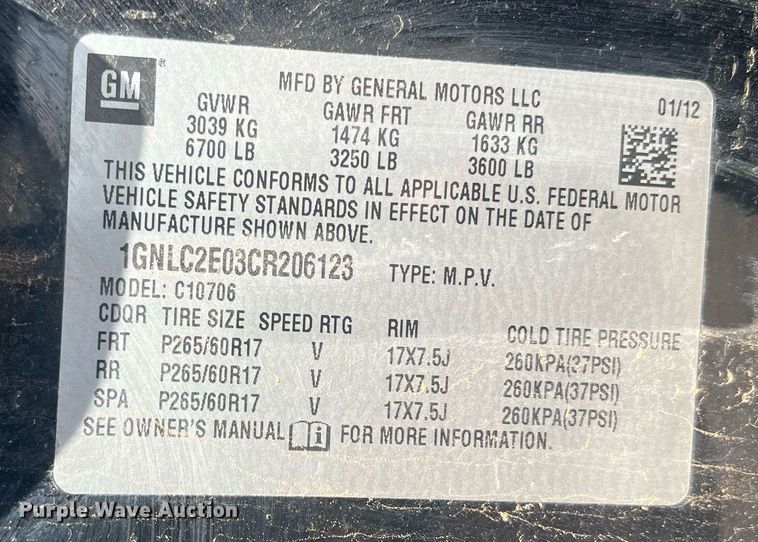 GM ®
MFD BY GENERAL MOTORS LLC
01/12
GVWR GAWR FRT GAWR RR
3039 KG 1474 KG 1633 KG
6700 LB 3250 LB 3600 LB
THIS VEHICLE CONFORMS TO ALL APPLICABLE U.S. FEDERAL MOTOR
VEHICLE SAFETY STANDARDS IN EFFECT ON THE DATE OF
MANUFACTURE SHOWN ABOVE.
1GNLC2E03CR206123 TYPE: M.P.V.
MODEL: C10706
CDQR TIRE SIZE SPEED RTG RIM COLD TIRE PRESSURE
FRT P265/60R17 V 17X7.5J 260KPA(37PSI)
RR P265/60R17 V 17X7.5J 260KPA(37PSI)
SPA P265/60R17 V 17X7.5J 260KPA(37PSI)
SEE OWNER'S MANUAL i FOR MORE INFORMATION.
Purple Wave Auction